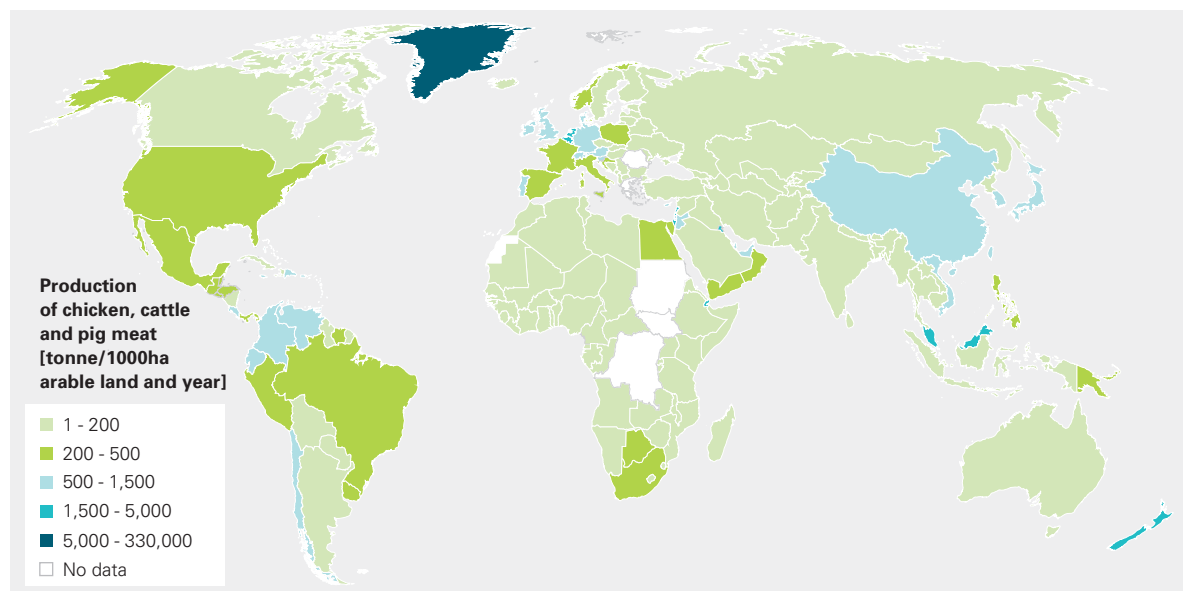 Production
of chicken, cattle
and pig meat
[tonne/1000ha
arable land and year]
1 - 200
200 - 500
500 - 1,500
1,500 - 5,000
5,000 - 330,000
No data